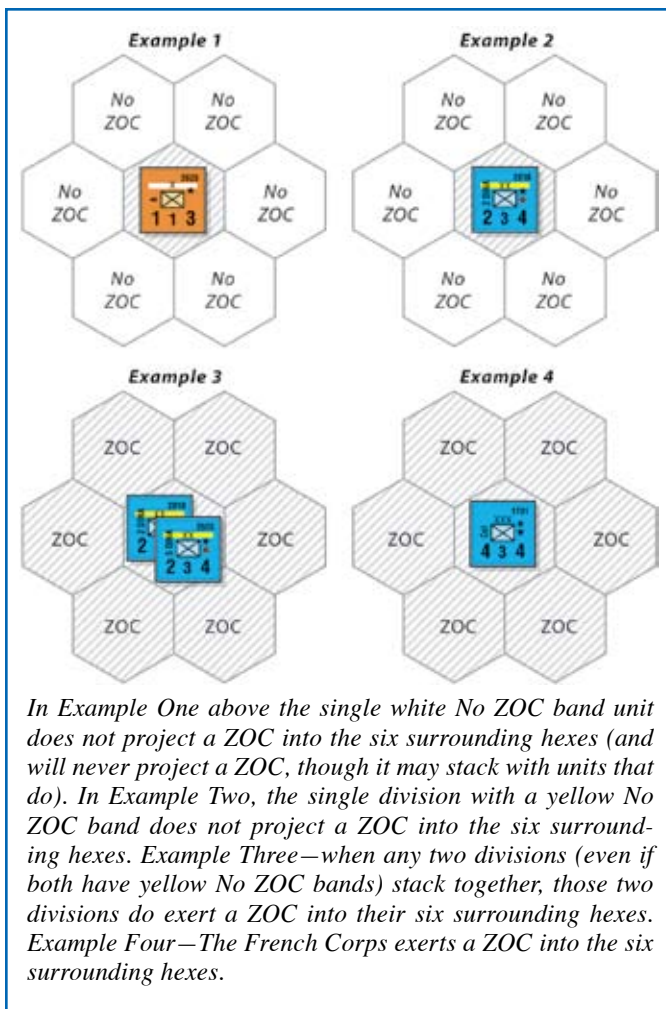 Example 1
Example 2
No ZOC No ZOC
No ZOC No ZOC
No ZOC No ZOC
1 1 3
No ZOC No ZOC
2 3 4
No ZOC No ZOC
No ZOC No ZOC
No ZOC No ZOC
Example 3
Example 4
ZOC ZOC
ZOC ZOC
ZOC ZOC
2
2 3 4
ZOC ZOC
4 3 4
ZOC ZOC
ZOC ZOC
ZOC ZOC
In Example One above the single white No ZOC band unit
does not project a ZOC into the six surrounding hexes (and
will never project a ZOC, though it may stack with units that
do). In Example Two, the single division with a yellow No
ZOC band does not project a ZOC into the six surround-
ing hexes. Example Three—when any two divisions (even if
both have yellow No ZOC bands) stack together, those two
divisions do exert a ZOC into their six surrounding hexes.
Example Four—The French Corps exerts a ZOC into the six
surrounding hexes.